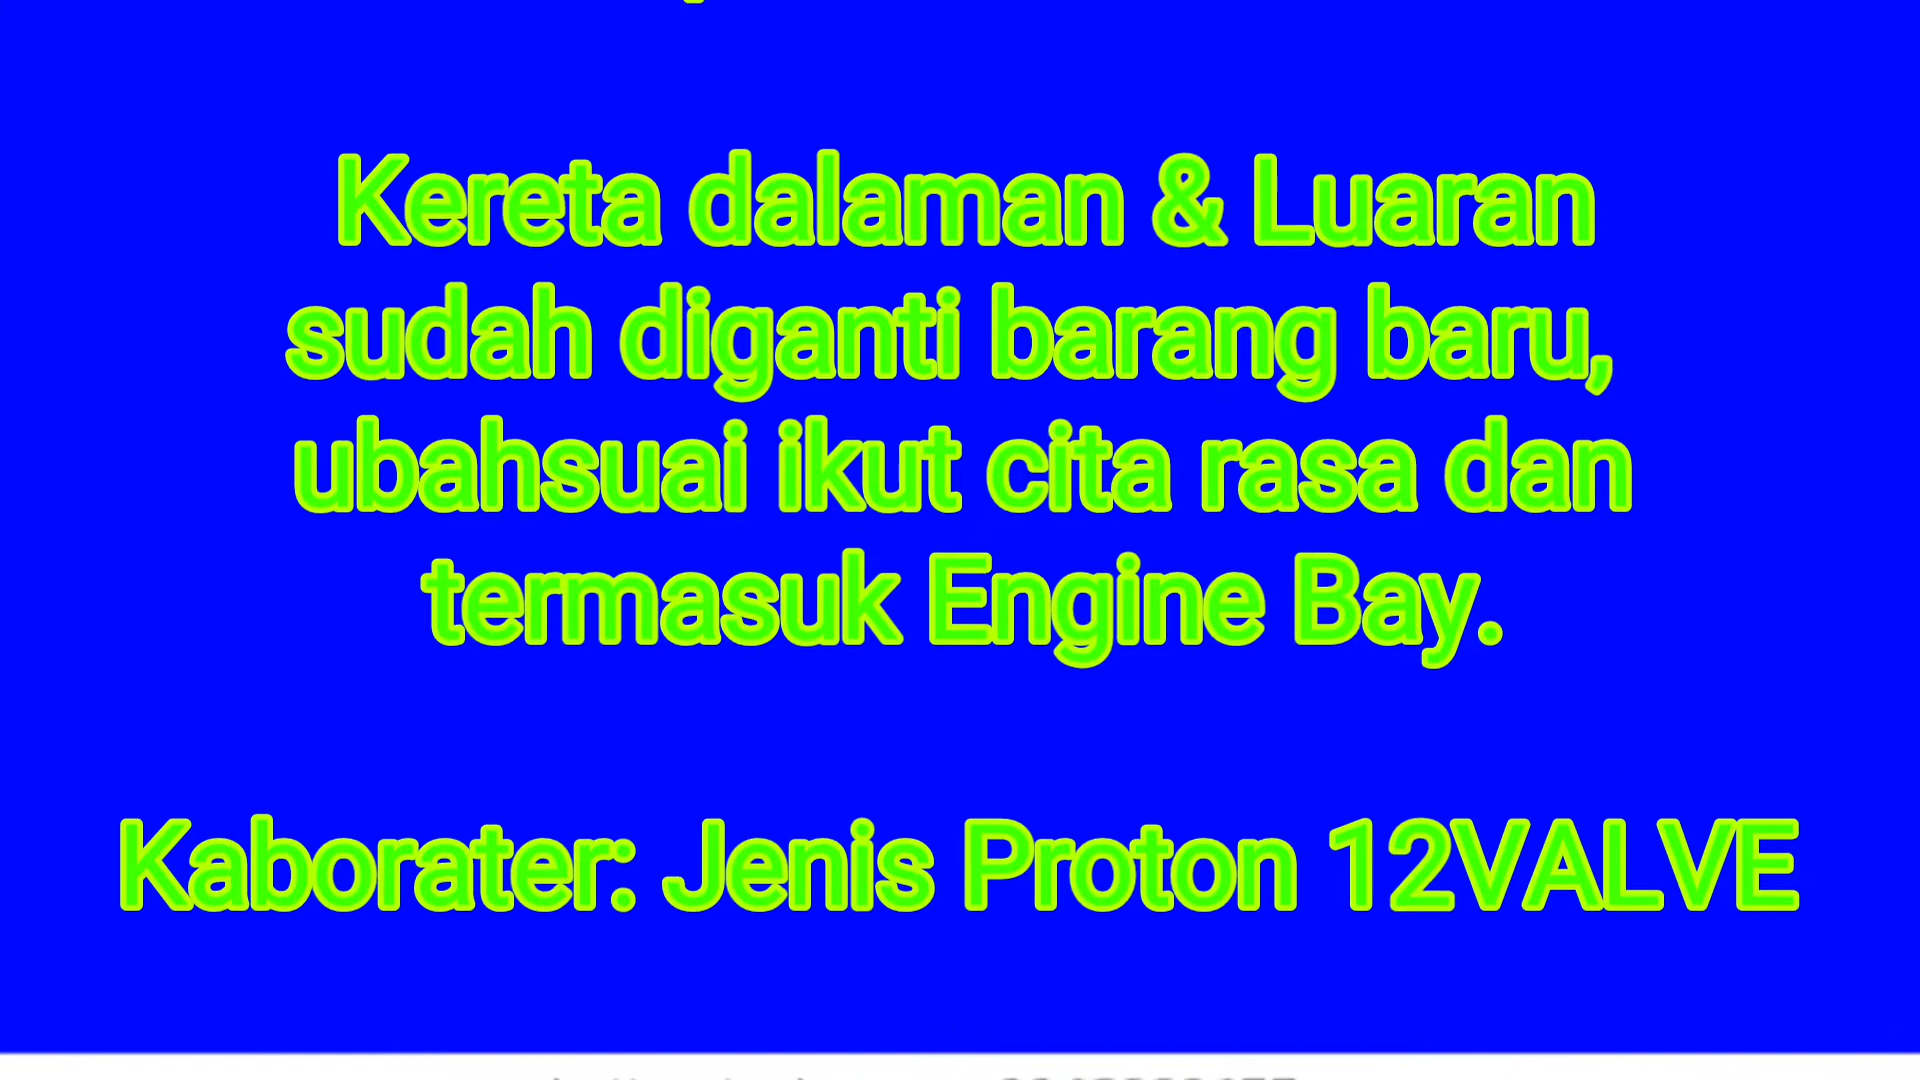 Kereta dalaman & Luaran
sudah diganti barang baru,
ubahsuai ikut cita rasa dan
termasuk Engine Bay.
Kaborater: Jenis Proton 12VALVE